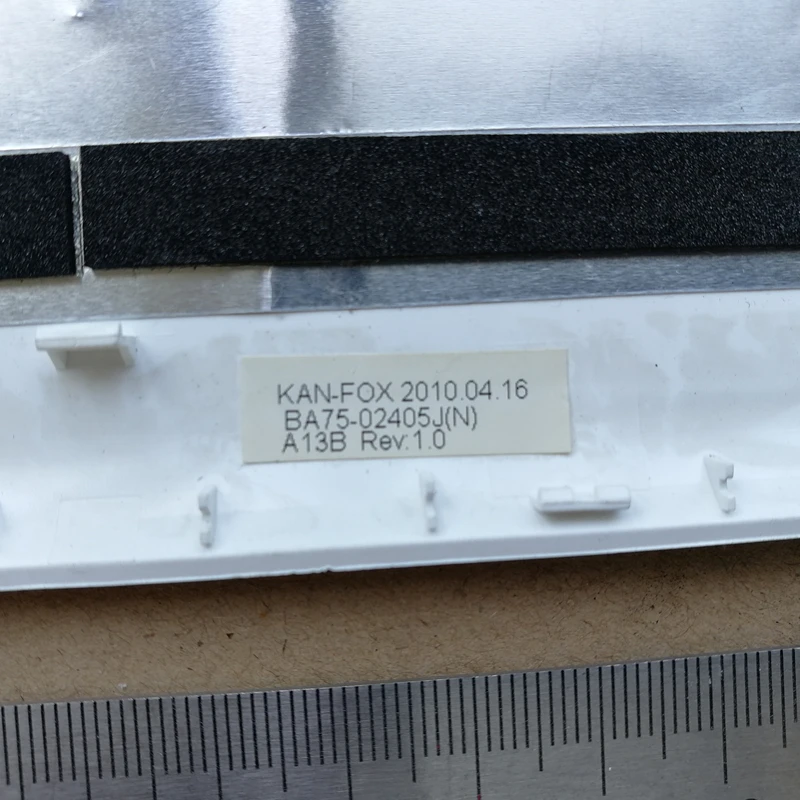 KAN-FOX 2010.04.16
BA75-02405J(N)
A13B Rev:1.0